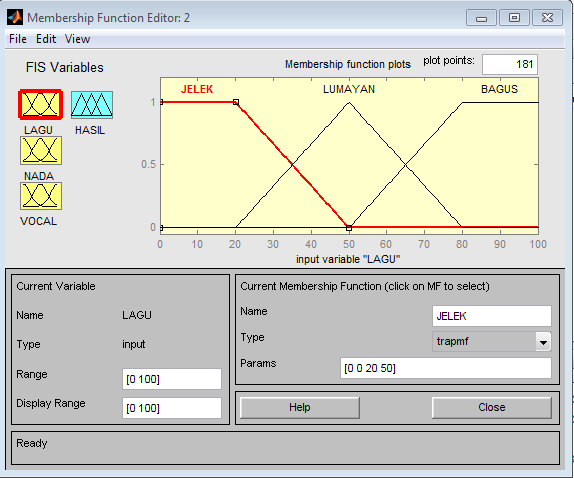 Membership Function Editor: 2
File Edit View
FIS Variables
Membership function plots plot points: 181
LAGU
HASIL
NADA
VOCAL
JELEK LUMAYAN BAGUS
1
0.5
0
0 10 20 30 40 50 60 70 80 90 100
input variable "LAGU"
Current Variable
Name LAGU
Type input
Range [0 100]
Display Range [0 100]
Current Membership Function (click on MF to select)
Name JELEK
Type trapmf
Params [0 0 20 50]
Help Close
Ready